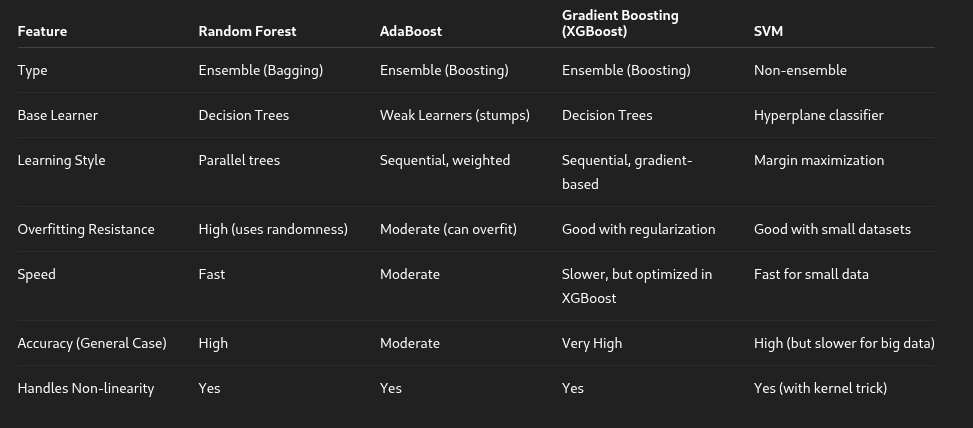 Feature Random Forest AdaBoost Gradient Boosting (XGBoost) SVM
Type Ensemble (Bagging) Ensemble (Boosting) Ensemble (Boosting) Non-ensemble
Base Learner Decision Trees Weak Learners (stumps) Decision Trees Hyperplane classifier
Learning Style Parallel trees Sequential, weighted Sequential, gradient-based Margin maximization
Overfitting Resistance High (uses randomness) Moderate (can overfit) Good with regularization Good with small datasets
Speed Fast Moderate Slower, but optimized in XGBoost Fast for small data
Accuracy (General Case) High Moderate Very High High (but slower for big data)
Handles Non-linearity Yes Yes Yes Yes (with kernel trick)